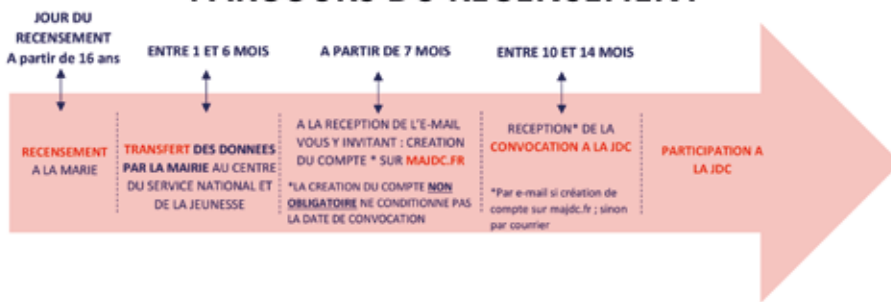 PARCOURS DU RECENSEMENT
JOUR DU
RECENSEMENT
A partir de 16 ans
ENTRE 1 ET 6 MOIS
A PARTIR DE 7 MOIS
ENTRE 10 ET 14 MOIS
RECENSEMENT
A LA MARIE
TRANSFERT DES DONNEES
PAR LA MAIRIE AU CENTRE
DU SERVICE NATIONAL ET
DE LA JEUNESSE
A LA RECEPTION DE L'E-MAIL
VOUS Y INVITANT : CREATION
DU COMPTE * SUR MAJDC.FR
*LA CREATION DU COMPTE NON
OBLIGATOIRE NE CONDITIONNE PAS
LA DATE DE CONVOCATION
RECEPTION* DE LA
CONVOCATION A LA JDC
*Par e-mail si création de
compte sur majdc.fr ; sinon
par courrier
PARTICIPATION A
LA JDC